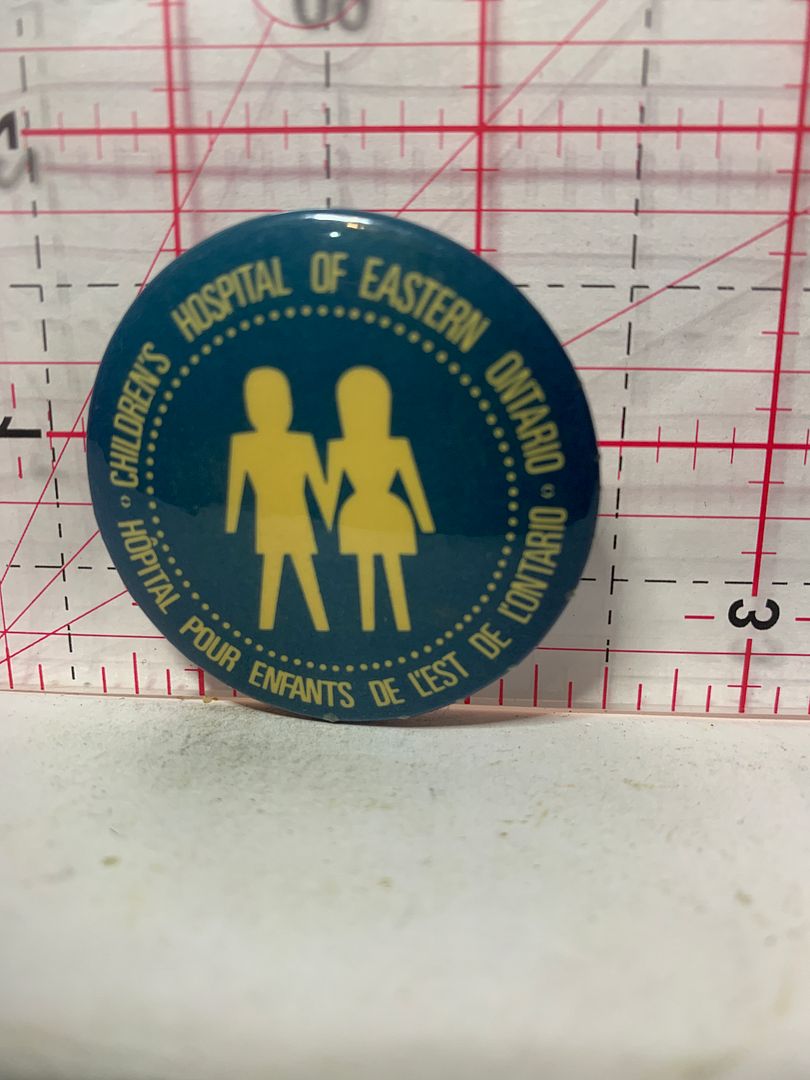 CHILDREN'S HOSPITAL OF EASTERN ONTARIO
HÔPITAL POUR ENFANTS DE L'EST DE L'ONTARIO
3